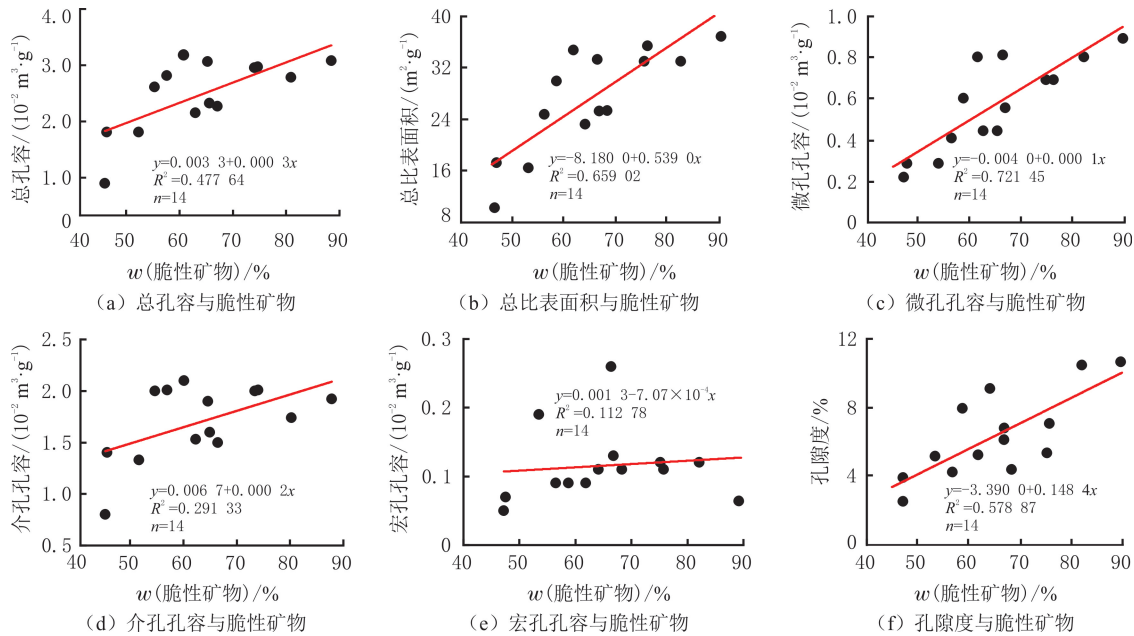 总孔容/(10⁻² m³·g⁻¹)
4.0
3.0
2.0
1.0
0
y=0.003 3+0.000 3x
R²=0.477 64
n=14
40 50 60 70 80 90
w(脆性矿物)/%
(a) 总孔容与脆性矿物
总比表面积/(m²·g⁻¹)
40
32
24
16
8
y=-8.180 0+0.539 0x
R²=0.659 02
n=14
40 50 60 70 80 90
w(脆性矿物)/%
(b) 总比表面积与脆性矿物
微孔孔容/(10⁻² m³·g⁻¹)
1.0
0.8
0.6
0.4
0.2
0
y=-0.004 0+0.000 1x
R²=0.721 45
n=14
40 50 60 70 80 90
w(脆性矿物)/%
(c) 微孔孔容与脆性矿物
介孔孔容/(10⁻² m³·g⁻¹)
2.5
2.0
1.5
1.0
0.5
y=0.006 7+0.000 2x
R²=0.291 33
n=14
40 50 60 70 80 90
w(脆性矿物)/%
(d) 介孔孔容与脆性矿物
宏孔孔容/(10⁻² m³·g⁻¹)
0.3
0.2
0.1
0
y=0.001 3-7.07×10⁻⁴x
R²=0.112 78
n=14
40 50 60 70 80 90
w(脆性矿物)/%
(e) 宏孔孔容与脆性矿物
孔隙度/%
12
8
4
0
y=-3.390 0+0.148 4x
R²=0.578 87
n=14
40 50 60 70 80 90
w(脆性矿物)/%
(f) 孔隙度与脆性矿物